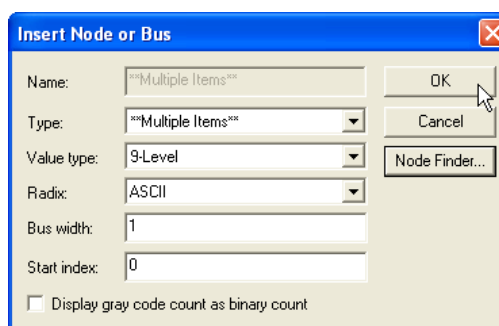 Insert Node or Bus
Name: **Multiple Items** OK
Type: **Multiple Items** Cancel
Value type: 9-Level Node Finder...
Radix: ASCII
Bus width: 1
Start index: 0
Display gray code count as binary count